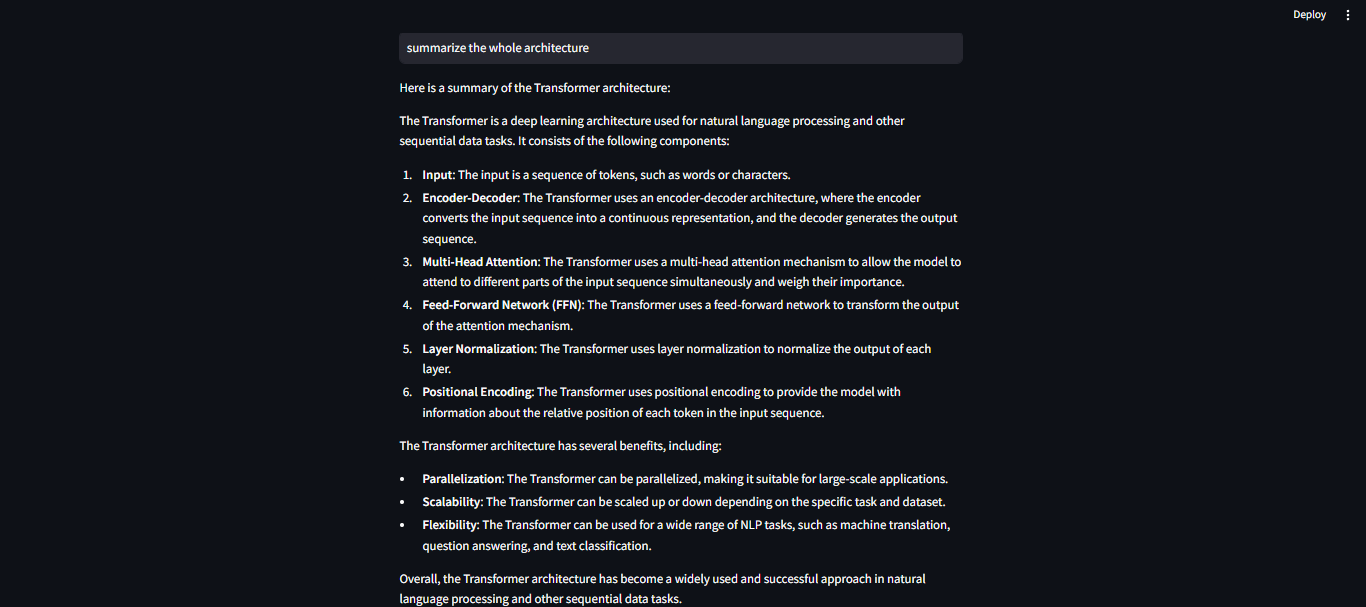 Deploy
summarize the whole architecture
Here is a summary of the Transformer architecture:
The Transformer is a deep learning architecture used for natural language processing and other
sequential data tasks. It consists of the following components:
1. Input: The input is a sequence of tokens, such as words or characters.
2. Encoder-Decoder: The Transformer uses an encoder-decoder architecture, where the encoder
converts the input sequence into a continuous representation, and the decoder generates the output
sequence.
3. Multi-Head Attention: The Transformer uses a multi-head attention mechanism to allow the model to
attend to different parts of the input sequence simultaneously and weigh their importance.
4. Feed-Forward Network (FFN): The Transformer uses a feed-forward network to transform the output
of the attention mechanism.
5. Layer Normalization: The Transformer uses layer normalization to normalize the output of each
layer.
6. Positional Encoding: The Transformer uses positional encoding to provide the model with
information about the relative position of each token in the input sequence.
The Transformer architecture has several benefits, including:
• Parallelization: The Transformer can be parallelized, making it suitable for large-scale applications.
• Scalability: The Transformer can be scaled up or down depending on the specific task and dataset.
• Flexibility: The Transformer can be used for a wide range of NLP tasks, such as machine translation,
question answering, and text classification.
Overall, the Transformer architecture has become a widely used and successful approach in natural
language processing and other sequential data tasks.